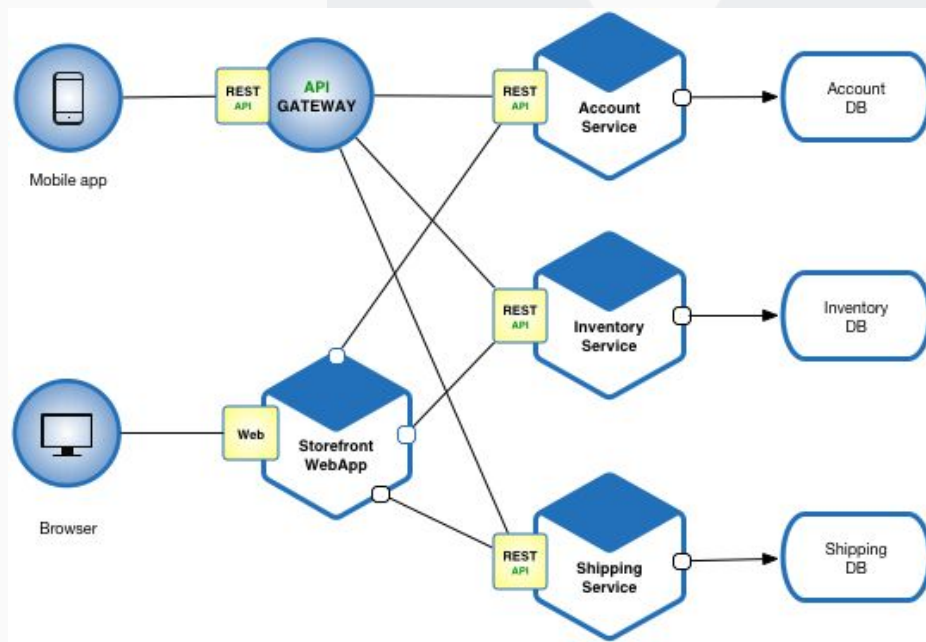 REST
API
API
GATEWAY
REST
API
Account
Service
Account
DB
Mobile app
REST
API
Inventory
Service
Inventory
DB
Web
Storefront
WebApp
Browser
REST
API
Shipping
Service
Shipping
DB